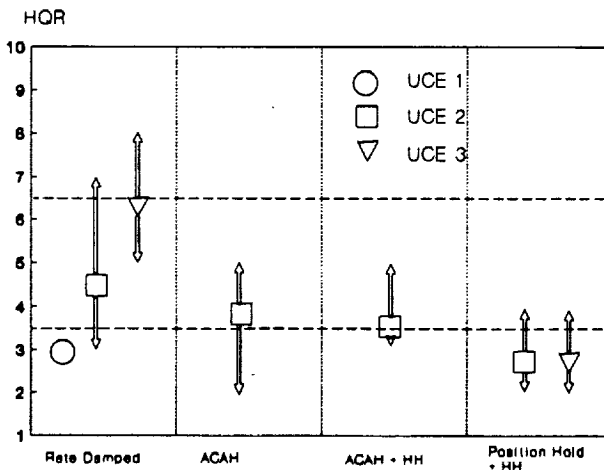 HQR
10
9
8
7
6
5
4
3
2
1
UCE 1
UCE 2
UCE 3
Rate Damped
ACAH
ACAH + HH
Position Hold
+ HH